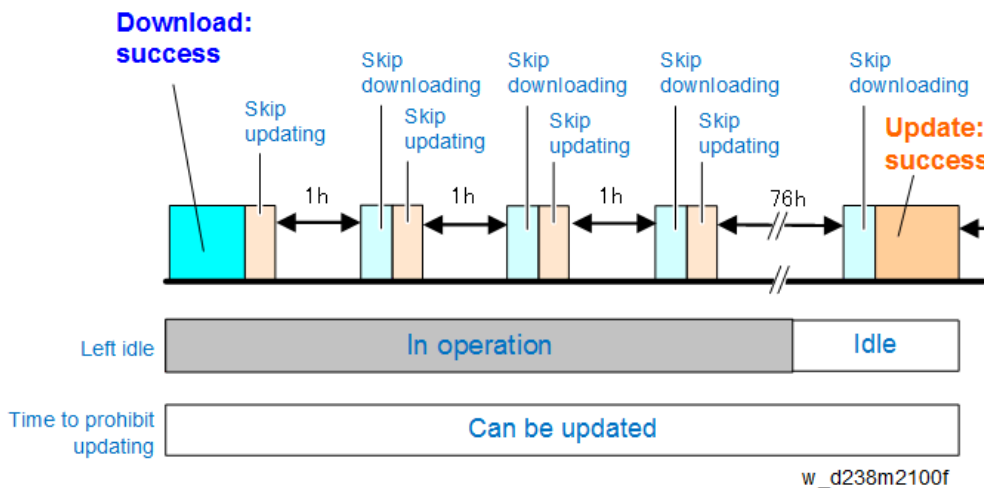 Download:
success
Skip
updating
Skip
downloading
Skip
updating
Skip
downloading
Skip
updating
Skip
downloading
Skip
updating
Skip
downloading
Update:
success
1h
1h
1h
76h
Left idle
In operation
Idle
Time to prohibit
updating
Can be updated
w_d238m2100f